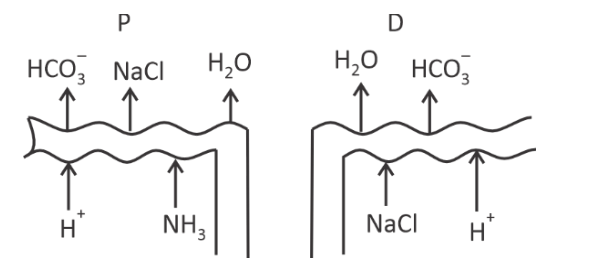 P
D
HCO₃⁻ NaCl H₂O
H₂O HCO₃⁻
H⁺ NH₃
NaCl H⁺